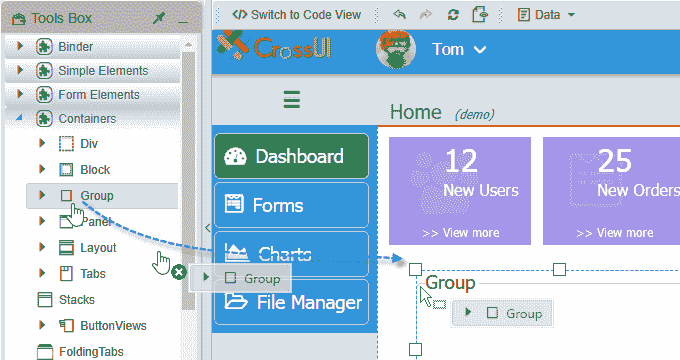 Tools Box
Binder
Simple Elements
Form Elements
Containers
Div
Block
Group
Panel
Layout
Tabs
Stacks
ButtonViews
FoldingTabs
Group
</> Switch to Code View
Data
CrossUI
Tom
Home (demo)
Dashboard
Forms
Charts
File Manager
12
New Users
>> View more
25
New Orders
>> View more
Group
Group